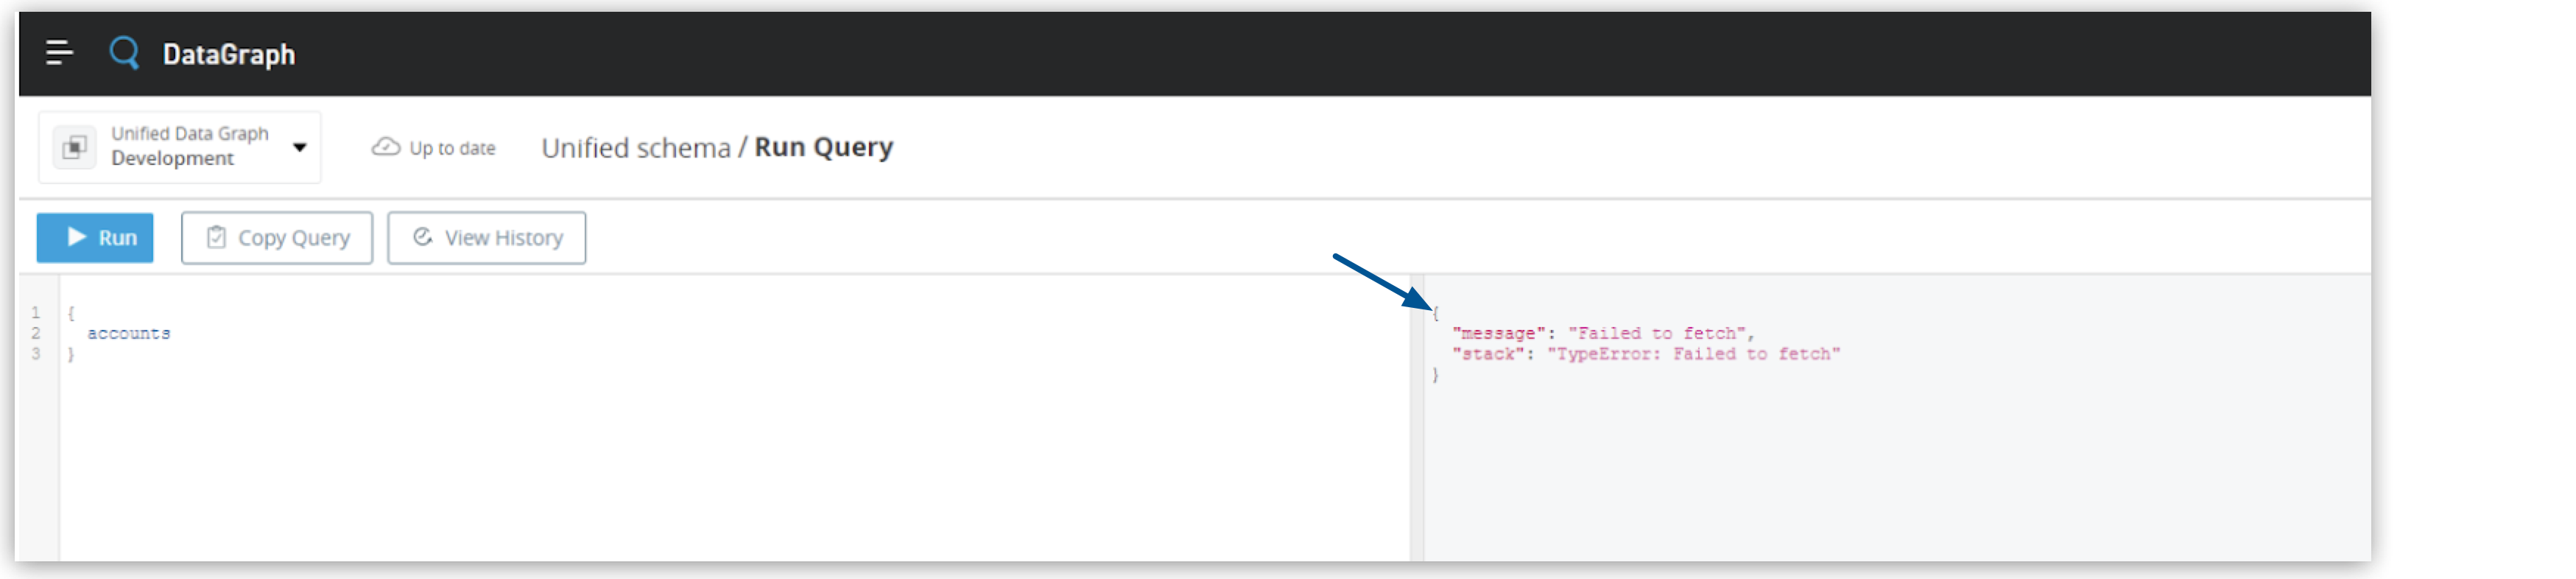 DataGraph
Unified Data Graph
Development
Up to date
Unified schema / Run Query
Run
Copy Query
View History
1 {
2 accounts
3 }
{
"message": "Failed to fetch",
"stack": "TypeError: Failed to fetch"
}